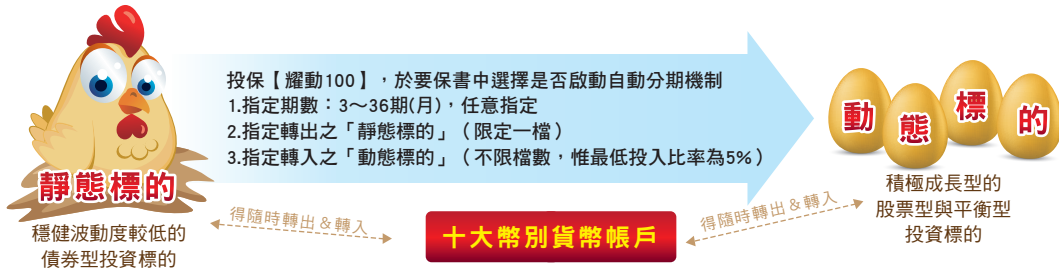 投保【耀動100】，於要保書中選擇是否啟動自動分期機制
1.指定期數：3～36期(月)，任意指定
2.指定轉出之「靜態標的」（限定一檔）
3.指定轉入之「動態標的」（不限檔數，惟最低投入比率為5%）
靜態標的
穩健波動度較低的
債券型投資標的
得隨時轉出＆轉入
十大幣別貨幣帳戶
得隨時轉出＆轉入
動態標的
積極成長型的
股票型與平衡型
投資標的